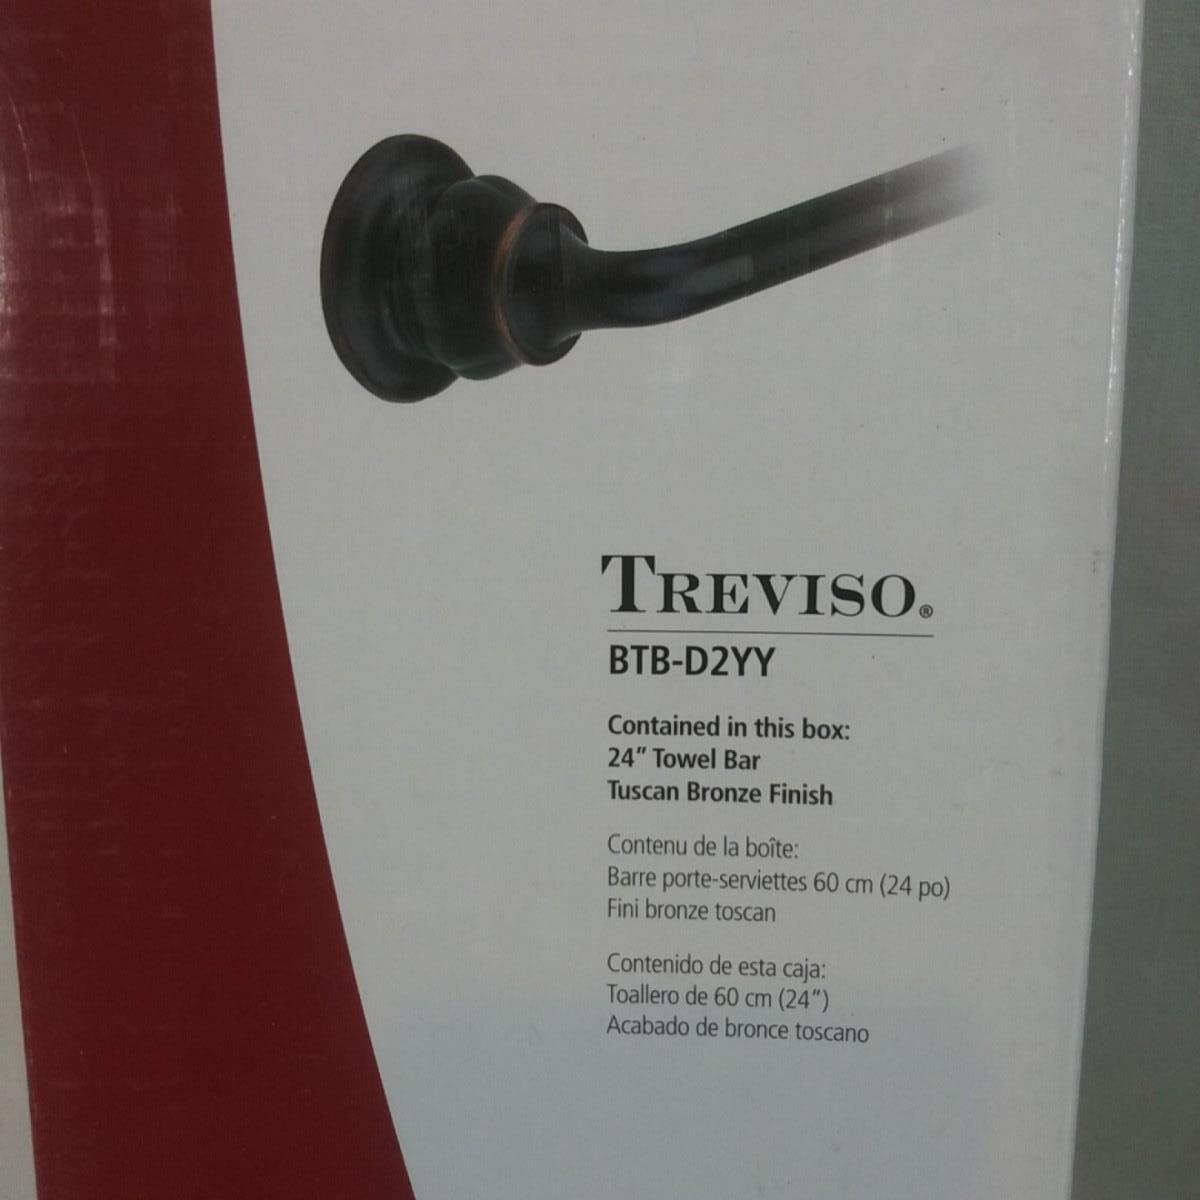 TREVISO®
BTB-D2YY
Contained in this box:
24” Towel Bar
Tuscan Bronze Finish
Contenu de la boîte:
Barre porte-serviettes 60 cm (24 po)
Fini bronze toscan
Contenido de esta caja:
Toallero de 60 cm (24”)
Acabado de bronce toscano